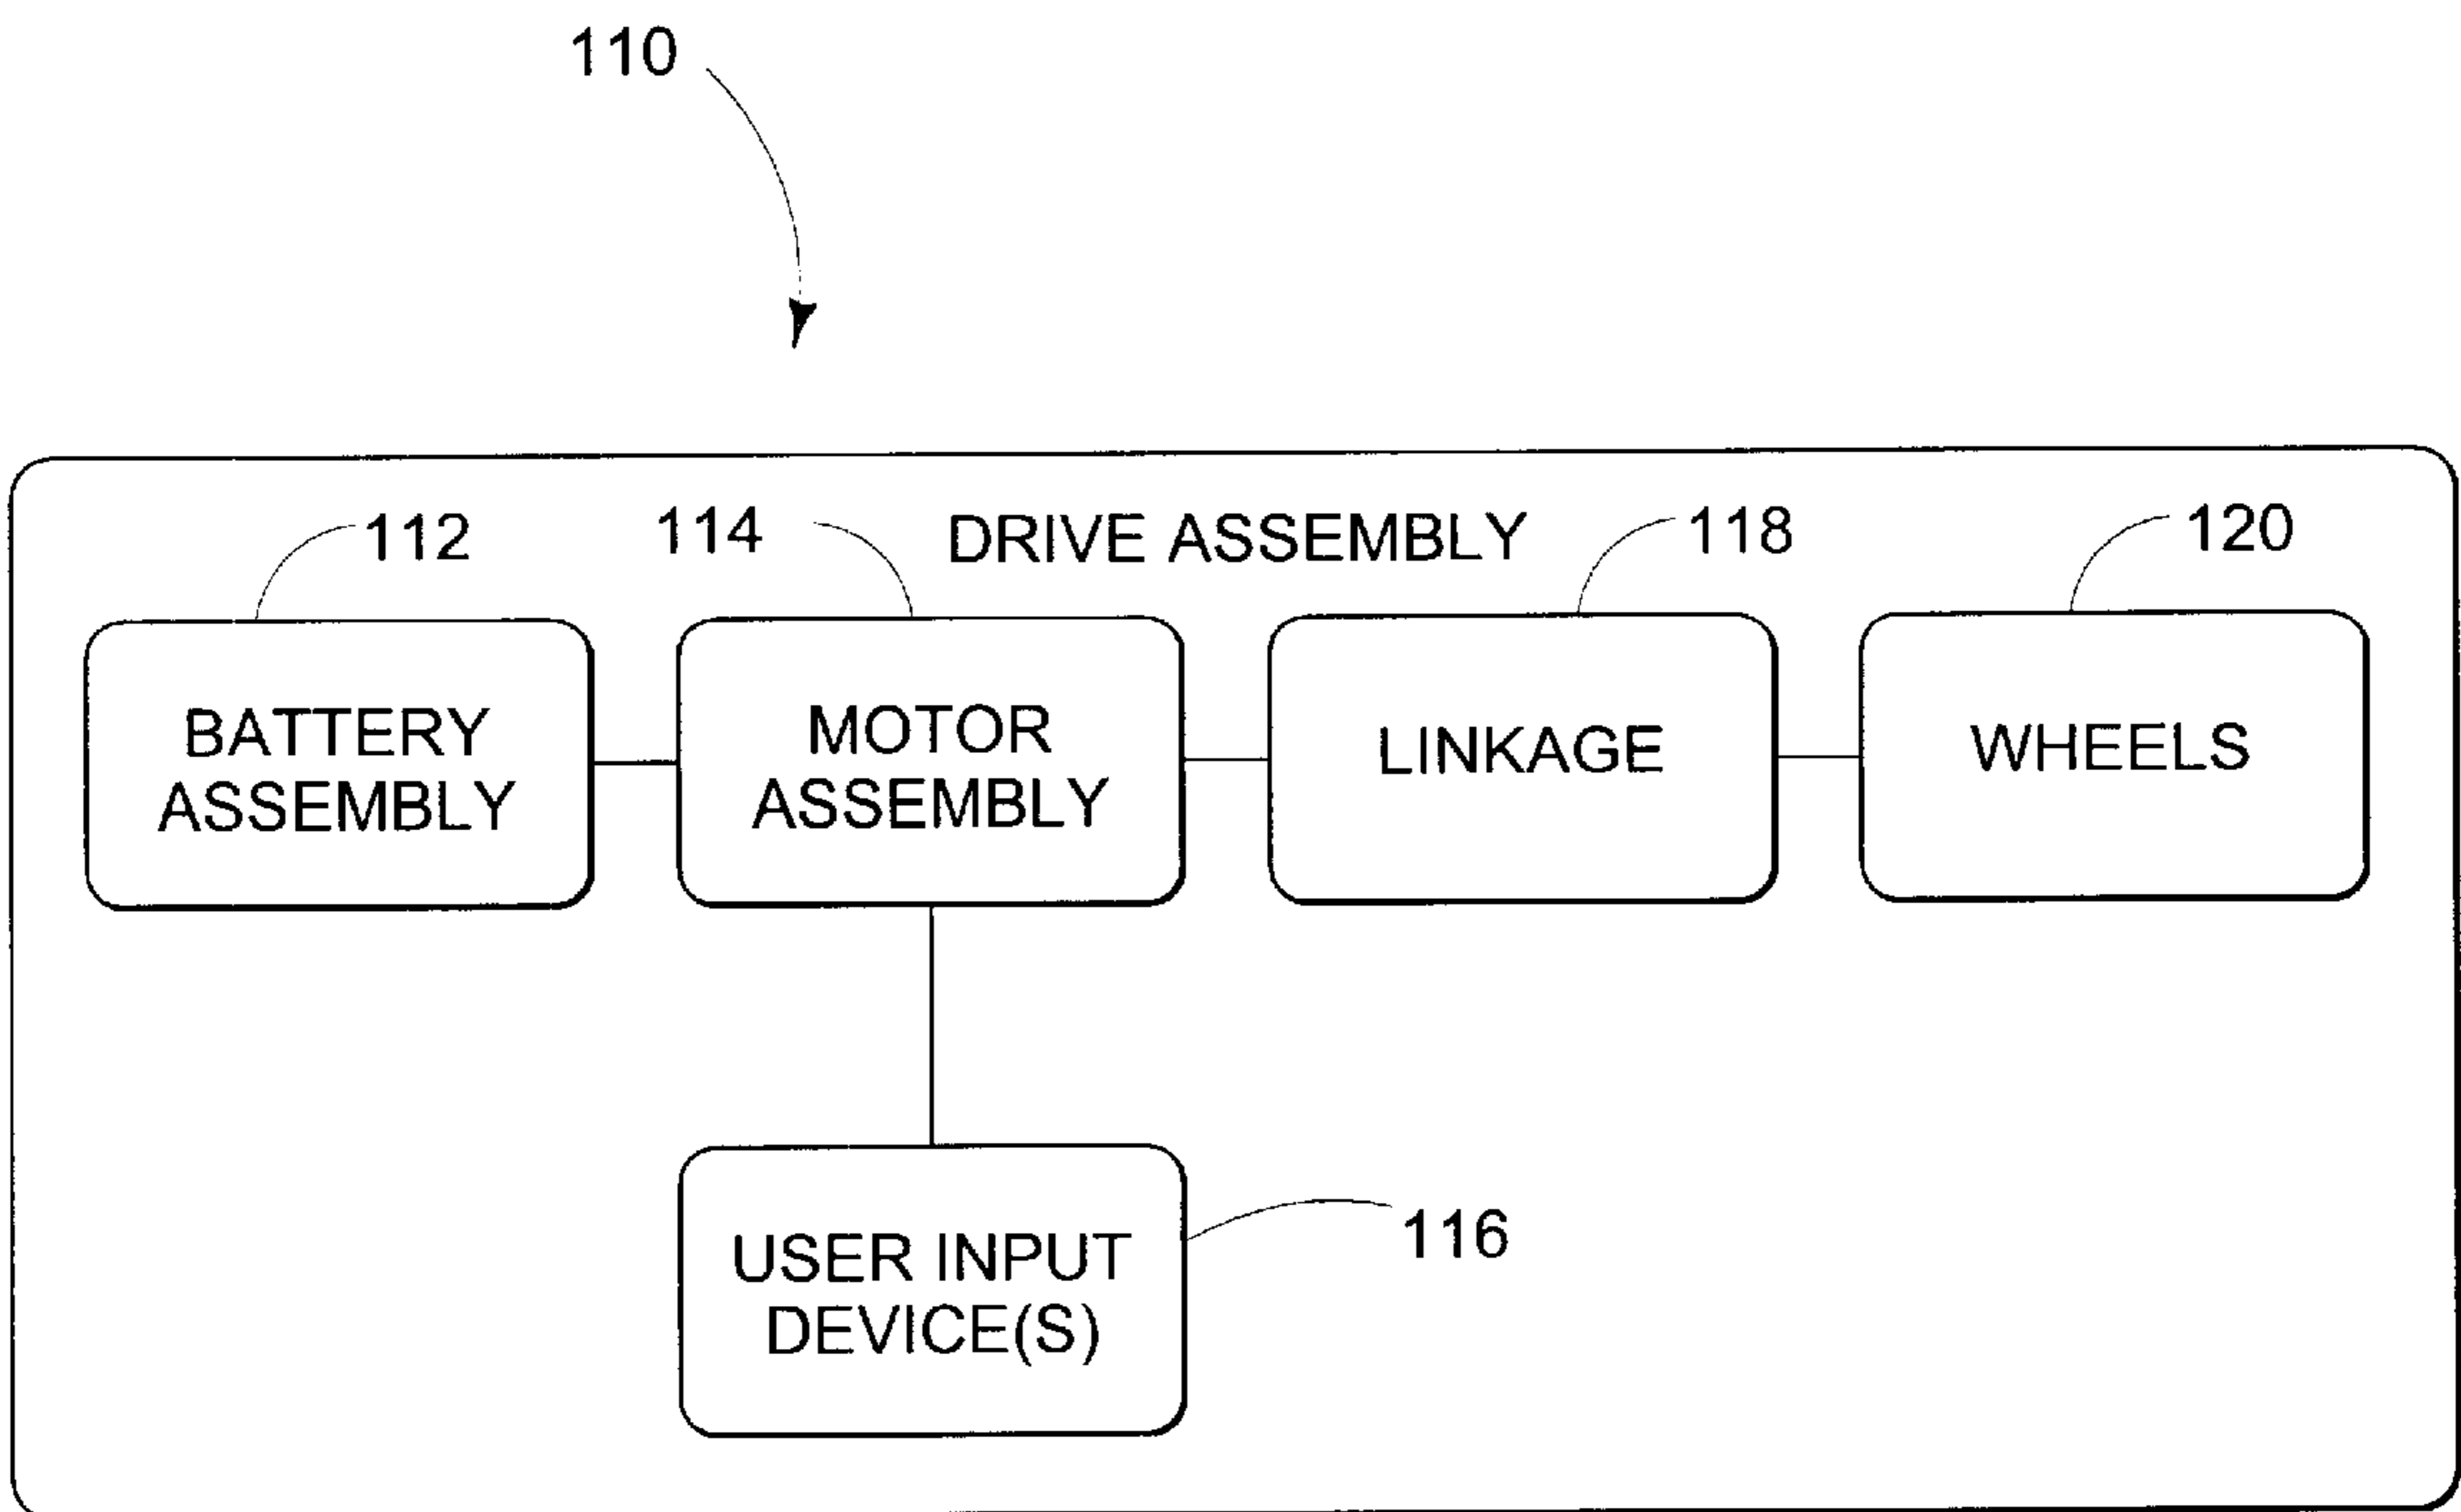 110
112
114
DRIVE ASSEMBLY
118
120
BATTERY
ASSEMBLY
MOTOR
ASSEMBLY
LINKAGE
WHEELS
USER INPUT
DEVICE(S)
116